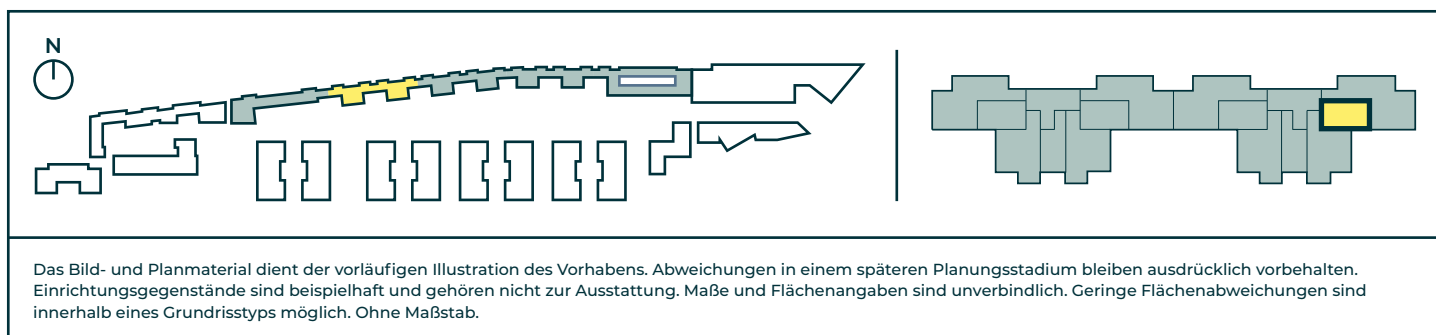 N
Das Bild- und Planmaterial dient der vorläufigen Illustration des Vorhabens. Abweichungen in einem späteren Planungsstadium bleiben ausdrücklich vorbehalten.
Einrichtungsgegenstände sind beispielhaft und gehören nicht zur Ausstattung. Maße und Flächenangaben sind unverbindlich. Geringe Flächenabweichungen sind
innerhalb eines Grundrisstyps möglich. Ohne Maßstab.